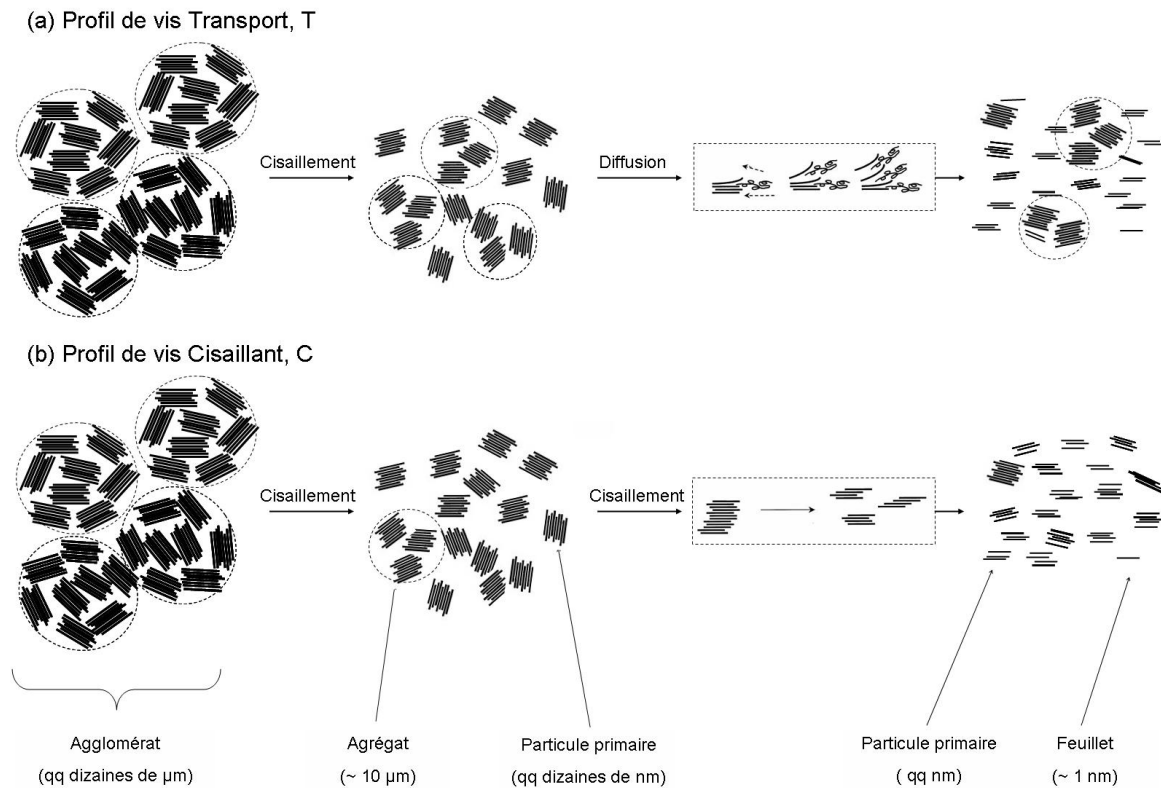 (a) Profil de vis Transport, T
Cisaillement
Diffusion
(b) Profil de vis Cisaillant, C
Cisaillement
Cisaillement
Agglomérat
(qq dizaines de µm)
Agrégat
(~ 10 µm)
Particule primaire
(qq dizaines de nm)
Particule primaire
( qq nm)
Feuillet
(~ 1 nm)